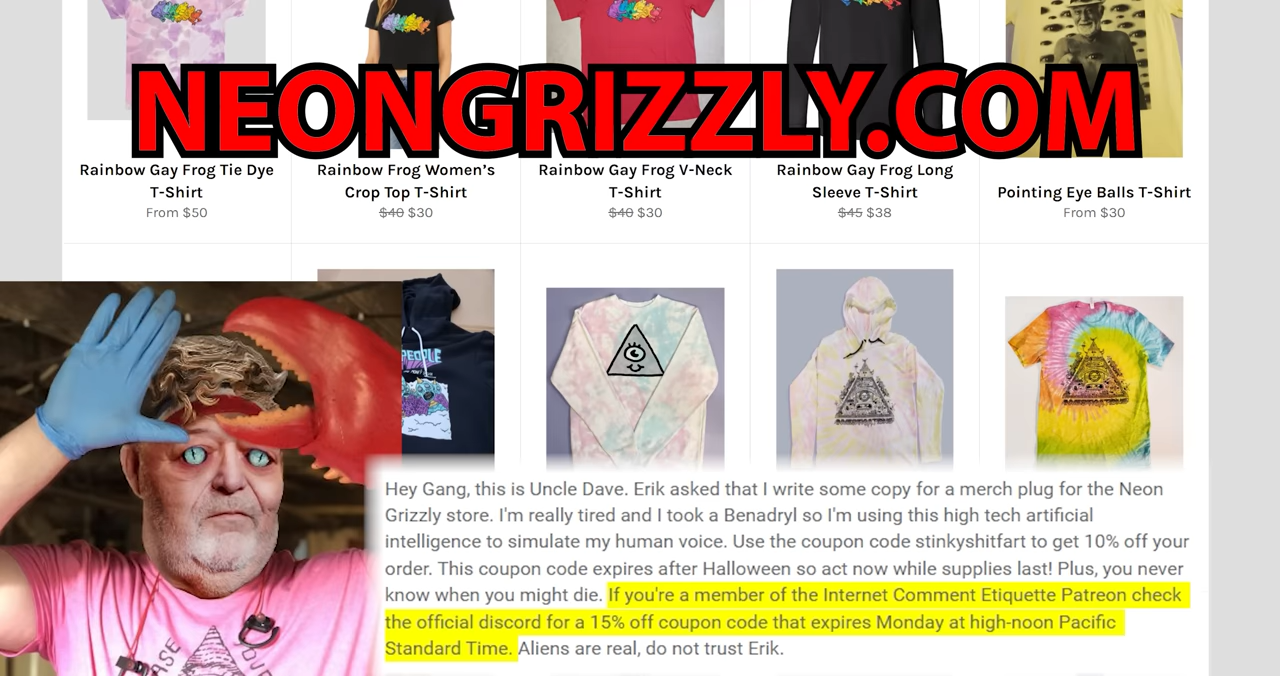 NEONGRIZZLY.COM
Rainbow Gay Frog Tie Dye
T-Shirt
From $50
Rainbow Frog Women's
Crop Top T-Shirt
$40 $30
Rainbow Gay Frog V-Neck
T-Shirt
$40 $30
Rainbow Gay Frog Long
Sleeve T-Shirt
$45 $38
Pointing Eye Balls T-Shirt
From $30
PEOPLE
Hey Gang, this is Uncle Dave. Erik asked that I write some copy for a merch plug for the Neon
Grizzly store. I'm really tired and I took a Benadryl so I'm using this high tech artificial
intelligence to simulate my human voice. Use the coupon code stinkyshitfart to get 10% off your
order. This coupon code expires after Halloween so act now while supplies last! Plus, you never
know when you might die. If you're a member of the Internet Comment Etiquette Patreon check
the official discord for a 15% off coupon code that expires Monday at high-noon Pacific
Standard Time. Aliens are real, do not trust Erik.